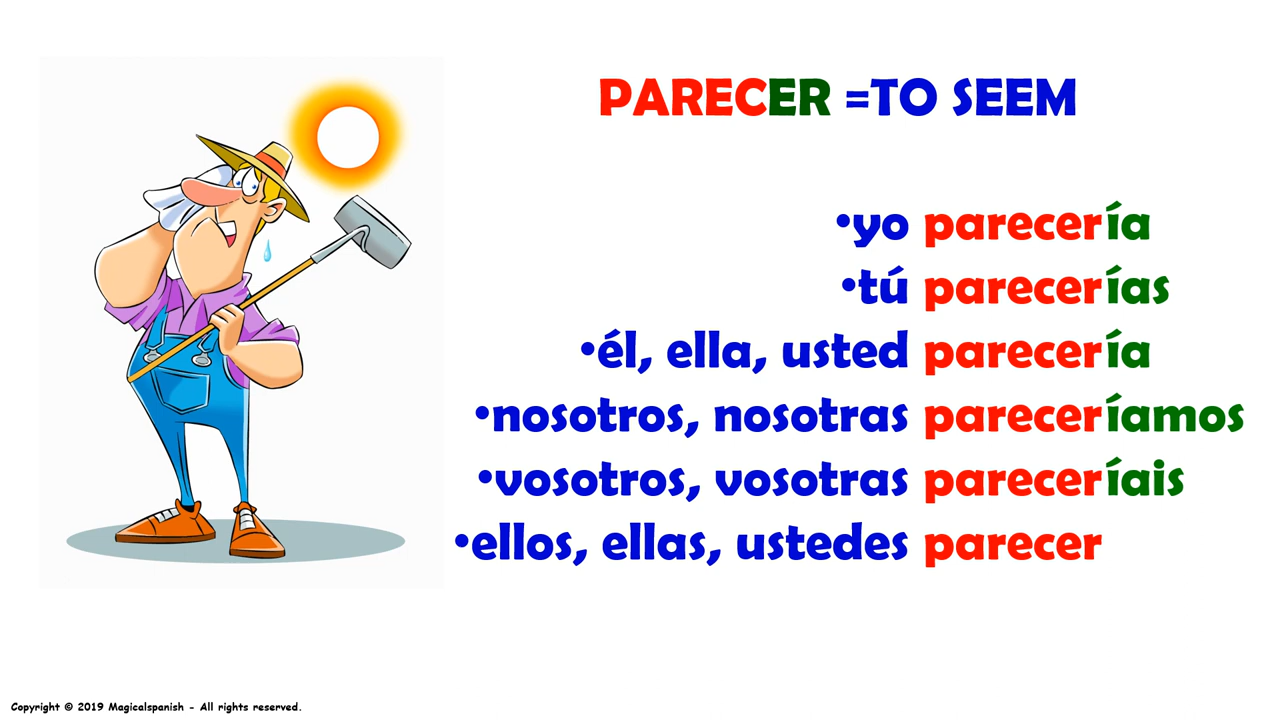 PARECER =TO SEEM
•yo parecería
•tú parecerías
•él, ella, usted parecería
•nosotros, nosotras pareceríamos
•vosotros, vosotras pareceríais
•ellos, ellas, ustedes parecer
Copyright © 2019 Magicalspanish - All rights reserved.